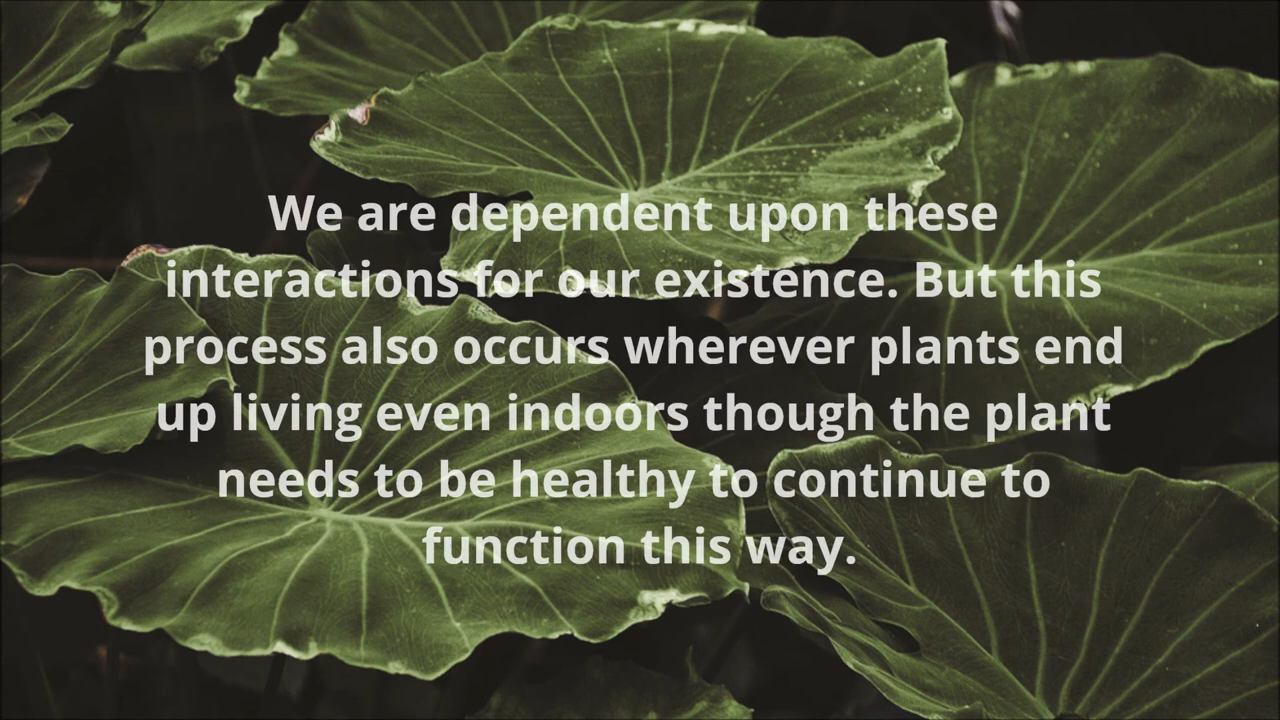 We are dependent upon these
interactions for our existence. But this
process also occurs wherever plants end
up living even indoors though the plant
needs to be healthy to continue to
function this way.